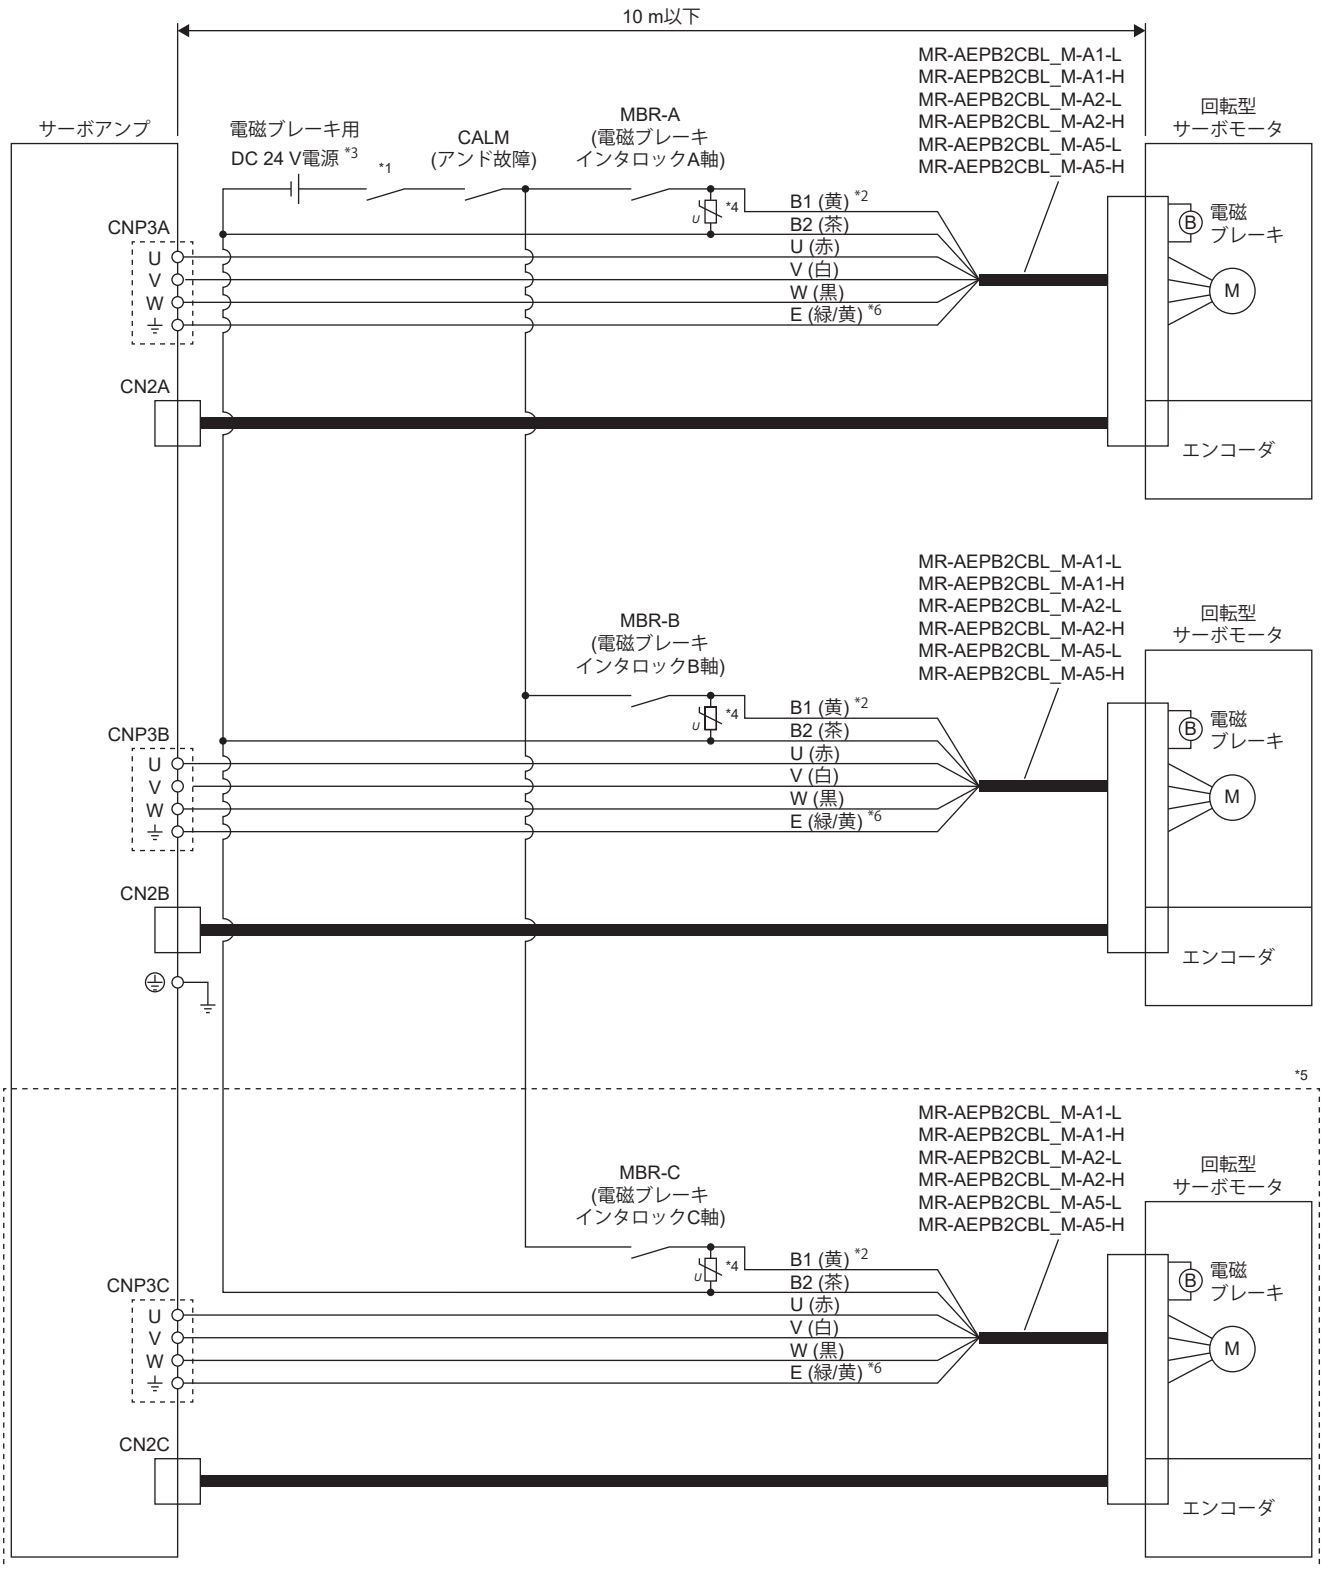 10 m以下
MR-AEPB2CBL_M-A1-L
MR-AEPB2CBL_M-A1-H
MR-AEPB2CBL_M-A2-L
MR-AEPB2CBL_M-A2-H
MR-AEPB2CBL_M-A5-L
MR-AEPB2CBL_M-A5-H
回転型
サーボモータ
サーボアンプ
電磁ブレーキ用
DC 24 V電源 *3
*1
CALM
(アンド故障)
MBR-A
(電磁ブレーキ
インタロックA軸)
U
*4
B1 (黄) *2
B2 (茶)
U (赤)
V (白)
W (黒)
E (緑/黄) *6
CNP3A
U
V
W
B
電磁
ブレーキ
M
CN2A
エンコーダ
MR-AEPB2CBL_M-A1-L
MR-AEPB2CBL_M-A1-H
MR-AEPB2CBL_M-A2-L
MR-AEPB2CBL_M-A2-H
MR-AEPB2CBL_M-A5-L
MR-AEPB2CBL_M-A5-H
回転型
サーボモータ
MBR-B
(電磁ブレーキ
インタロックB軸)
U
*4
B1 (黄) *2
B2 (茶)
U (赤)
V (白)
W (黒)
E (緑/黄) *6
CNP3B
U
V
W
B
電磁
ブレーキ
M
CN2B
エンコーダ
*5
MR-AEPB2CBL_M-A1-L
MR-AEPB2CBL_M-A1-H
MR-AEPB2CBL_M-A2-L
MR-AEPB2CBL_M-A2-H
MR-AEPB2CBL_M-A5-L
MR-AEPB2CBL_M-A5-H
回転型
サーボモータ
MBR-C
(電磁ブレーキ
インタロックC軸)
U
*4
B1 (黄) *2
B2 (茶)
U (赤)
V (白)
W (黒)
E (緑/黄) *6
CNP3C
U
V
W
B
電磁
ブレーキ
M
CN2C
エンコーダ